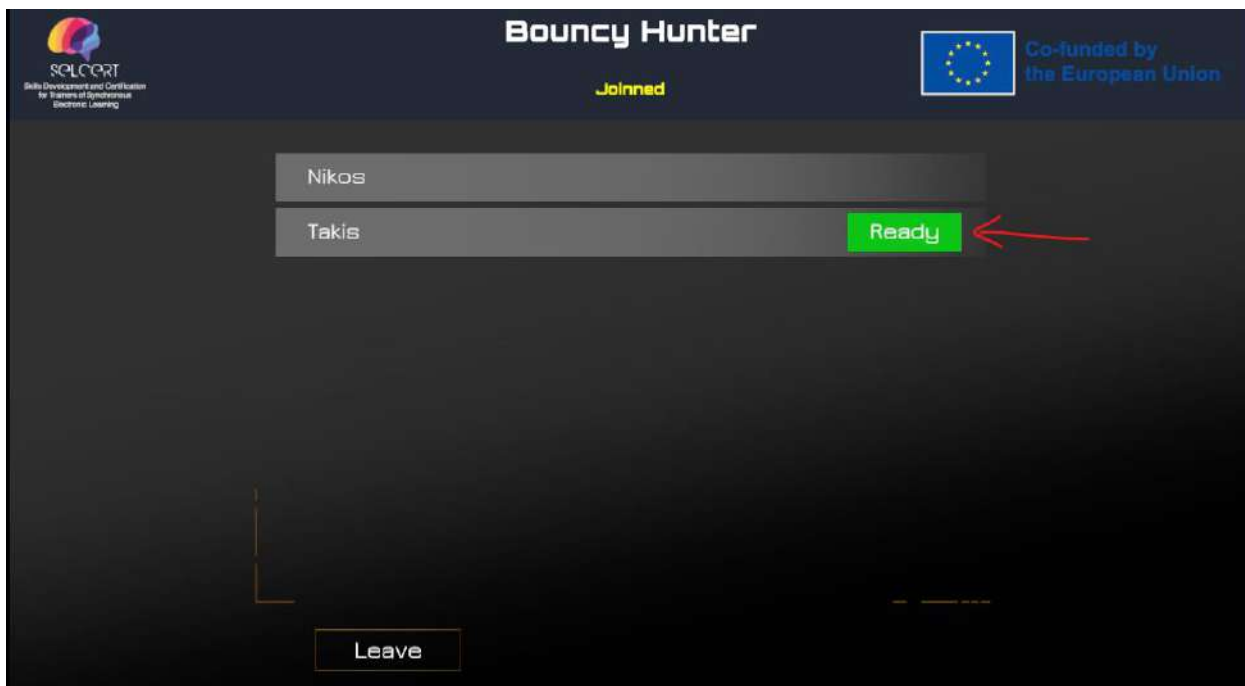 SELCERT
Skills Development and Certification
for Trainers of Synchronous
Electronic Learning
Bouncy Hunter
Joinned
Co-funded by
the European Union
Nikos
Takis
Ready
Leave